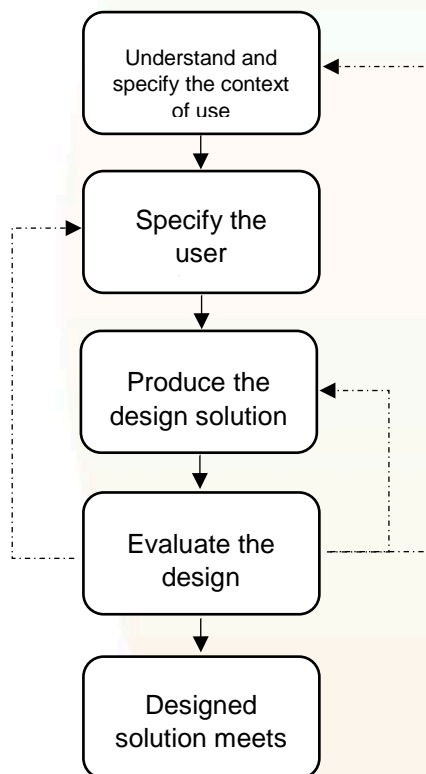 Understand and
specify the context
of use
Specify the
user
Produce the
design solution
Evaluate the
design
Designed
solution meets